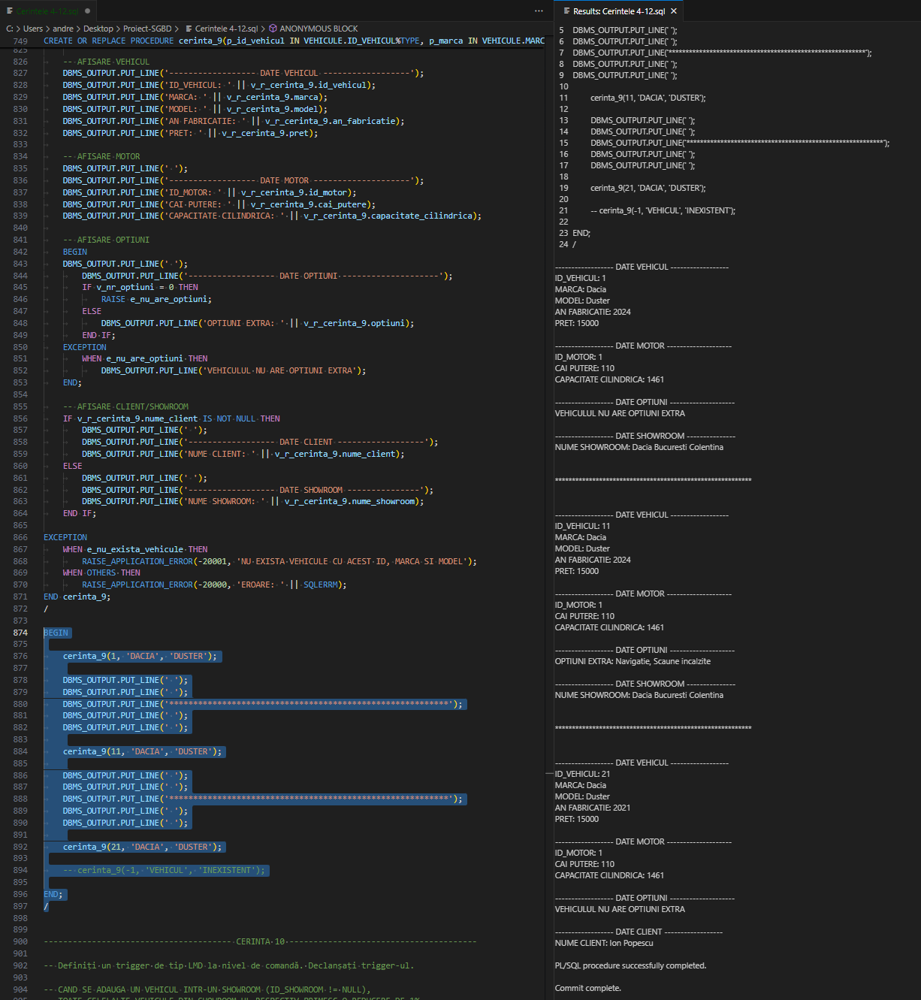 Cerintele 4-12.sql
C: > Users > andre > Desktop > Proiect-SGBD > Cerintele 4-12.sql > ANONYMOUS BLOCK
749 CREATE OR REPLACE PROCEDURE cerinta_9(p_id_vehicul IN VEHICULE.ID_VEHICUL%TYPE, p_marca IN VEHICULE.MARC
825
826 -- AFISARE VEHICUL
827 DBMS_OUTPUT.PUT_LINE('------------------ DATE VEHICUL ------------------');
828 DBMS_OUTPUT.PUT_LINE('ID_VEHICUL: ' || v_r_cerinta_9.id_vehicul);
829 DBMS_OUTPUT.PUT_LINE('MARCA: ' || v_r_cerinta_9.marca);
830 DBMS_OUTPUT.PUT_LINE('MODEL: ' || v_r_cerinta_9.model);
831 DBMS_OUTPUT.PUT_LINE('AN FABRICATIE: ' || v_r_cerinta_9.an_fabricatie);
832 DBMS_OUTPUT.PUT_LINE('PRET: ' || v_r_cerinta_9.pret);
833
834 -- AFISARE MOTOR
835 DBMS_OUTPUT.PUT_LINE(' ');
836 DBMS_OUTPUT.PUT_LINE('------------------ DATE MOTOR --------------------');
837 DBMS_OUTPUT.PUT_LINE('ID_MOTOR: ' || v_r_cerinta_9.id_motor);
838 DBMS_OUTPUT.PUT_LINE('CAI PUTERE: ' || v_r_cerinta_9.cai_putere);
839 DBMS_OUTPUT.PUT_LINE('CAPACITATE CILINDRICA: ' || v_r_cerinta_9.capacitate_cilindrica);
840
841 -- AFISARE OPTIUNI
842 BEGIN
843 DBMS_OUTPUT.PUT_LINE(' ');
844 DBMS_OUTPUT.PUT_LINE('------------------ DATE OPTIUNI --------------------');
845 IF v_nr_optiuni = 0 THEN
846 RAISE e_nu_are_optiuni;
847 ELSE
848 DBMS_OUTPUT.PUT_LINE('OPTIUNI EXTRA: ' || v_r_cerinta_9.optiuni);
849 END IF;
850 EXCEPTION
851 WHEN e_nu_are_optiuni THEN
852 DBMS_OUTPUT.PUT_LINE('VEHICULUL NU ARE OPTIUNI EXTRA');
853 END;
854
855 -- AFISARE CLIENT/SHOWROOM
856 IF v_r_cerinta_9.nume_client IS NOT NULL THEN
857 DBMS_OUTPUT.PUT_LINE(' ');
858 DBMS_OUTPUT.PUT_LINE('------------------ DATE CLIENT ------------------');
859 DBMS_OUTPUT.PUT_LINE('NUME CLIENT: ' || v_r_cerinta_9.nume_client);
860 ELSE
861 DBMS_OUTPUT.PUT_LINE(' ');
862 DBMS_OUTPUT.PUT_LINE('------------------ DATE SHOWROOM ---------------');
863 DBMS_OUTPUT.PUT_LINE('NUME SHOWROOM: ' || v_r_cerinta_9.nume_showroom);
864 END IF;
865
866 EXCEPTION
867 WHEN e_nu_exista_vehicule THEN
868 RAISE_APPLICATION_ERROR(-20001, 'NU EXISTA VEHICULE CU ACEST ID, MARCA SI MODEL');
869 WHEN OTHERS THEN
870 RAISE_APPLICATION_ERROR(-20000, 'EROARE: ' || SQLERRM);
871 END cerinta_9;
872 /
873
874 BEGIN
875
876 cerinta_9(1, 'DACIA', 'DUSTER');
877
878 DBMS_OUTPUT.PUT_LINE(' ');
879 DBMS_OUTPUT.PUT_LINE(' ');
880 DBMS_OUTPUT.PUT_LINE('**********************************************************');
881 DBMS_OUTPUT.PUT_LINE(' ');
882 DBMS_OUTPUT.PUT_LINE(' ');
883
884 cerinta_9(11, 'DACIA', 'DUSTER');
885
886 DBMS_OUTPUT.PUT_LINE(' ');
887 DBMS_OUTPUT.PUT_LINE(' ');
888 DBMS_OUTPUT.PUT_LINE('**********************************************************');
889 DBMS_OUTPUT.PUT_LINE(' ');
890 DBMS_OUTPUT.PUT_LINE(' ');
891
892 cerinta_9(21, 'DACIA', 'DUSTER');
893
894 -- cerinta_9(-1, 'VEHICUL', 'INEXISTENT');
895
896 END;
897 /
898
899
900 --------------------------------------- CERINTA 10 ---------------------------------------
901
902 -- Definiți un trigger de tip LMD la nivel de comandă. Declanșați trigger-ul.
903
904 -- CAND SE ADAUGA UN VEHICUL INTR-UN SHOWROOM (ID_SHOWROOM != NULL),
905 TOATE CELELALTE VEHICULE DIN SHOWROOM-UL RESPECTIV PRIMESC O REDUCERE DE 1%
Results: Cerintele 4-12.sql
5 DBMS_OUTPUT.PUT_LINE(' ');
6 DBMS_OUTPUT.PUT_LINE(' ');
7 DBMS_OUTPUT.PUT_LINE('**********************************************************');
8 DBMS_OUTPUT.PUT_LINE(' ');
9 DBMS_OUTPUT.PUT_LINE(' ');
10
11 cerinta_9(11, 'DACIA', 'DUSTER');
12
13 DBMS_OUTPUT.PUT_LINE(' ');
14 DBMS_OUTPUT.PUT_LINE(' ');
15 DBMS_OUTPUT.PUT_LINE('**********************************************************');
16 DBMS_OUTPUT.PUT_LINE(' ');
17 DBMS_OUTPUT.PUT_LINE(' ');
18
19 cerinta_9(21, 'DACIA', 'DUSTER');
20
21 -- cerinta_9(-1, 'VEHICUL', 'INEXISTENT');
22
23 END;
24 /
------------------ DATE VEHICUL ------------------
ID_VEHICUL: 1
MARCA: Dacia
MODEL: Duster
AN FABRICATIE: 2024
PRET: 15000
------------------ DATE MOTOR --------------------
ID_MOTOR: 1
CAI PUTERE: 110
CAPACITATE CILINDRICA: 1461
------------------ DATE OPTIUNI --------------------
VEHICULUL NU ARE OPTIUNI EXTRA
------------------ DATE SHOWROOM ---------------
NUME SHOWROOM: Dacia Bucuresti Colentina
**********************************************************
------------------ DATE VEHICUL ------------------
ID_VEHICUL: 11
MARCA: Dacia
MODEL: Duster
AN FABRICATIE: 2024
PRET: 15000
------------------ DATE MOTOR --------------------
ID_MOTOR: 1
CAI PUTERE: 110
CAPACITATE CILINDRICA: 1461
------------------ DATE OPTIUNI --------------------
OPTIUNI EXTRA: Navigatie, Scaune incalzite
------------------ DATE SHOWROOM ---------------
NUME SHOWROOM: Dacia Bucuresti Colentina
**********************************************************
------------------ DATE VEHICUL ------------------
ID_VEHICUL: 21
MARCA: Dacia
MODEL: Duster
AN FABRICATIE: 2021
PRET: 15000
------------------ DATE MOTOR --------------------
ID_MOTOR: 1
CAI PUTERE: 110
CAPACITATE CILINDRICA: 1461
------------------ DATE OPTIUNI --------------------
VEHICULUL NU ARE OPTIUNI EXTRA
------------------ DATE CLIENT ------------------
NUME CLIENT: Ion Popescu
PL/SQL procedure successfully completed.
Commit complete.